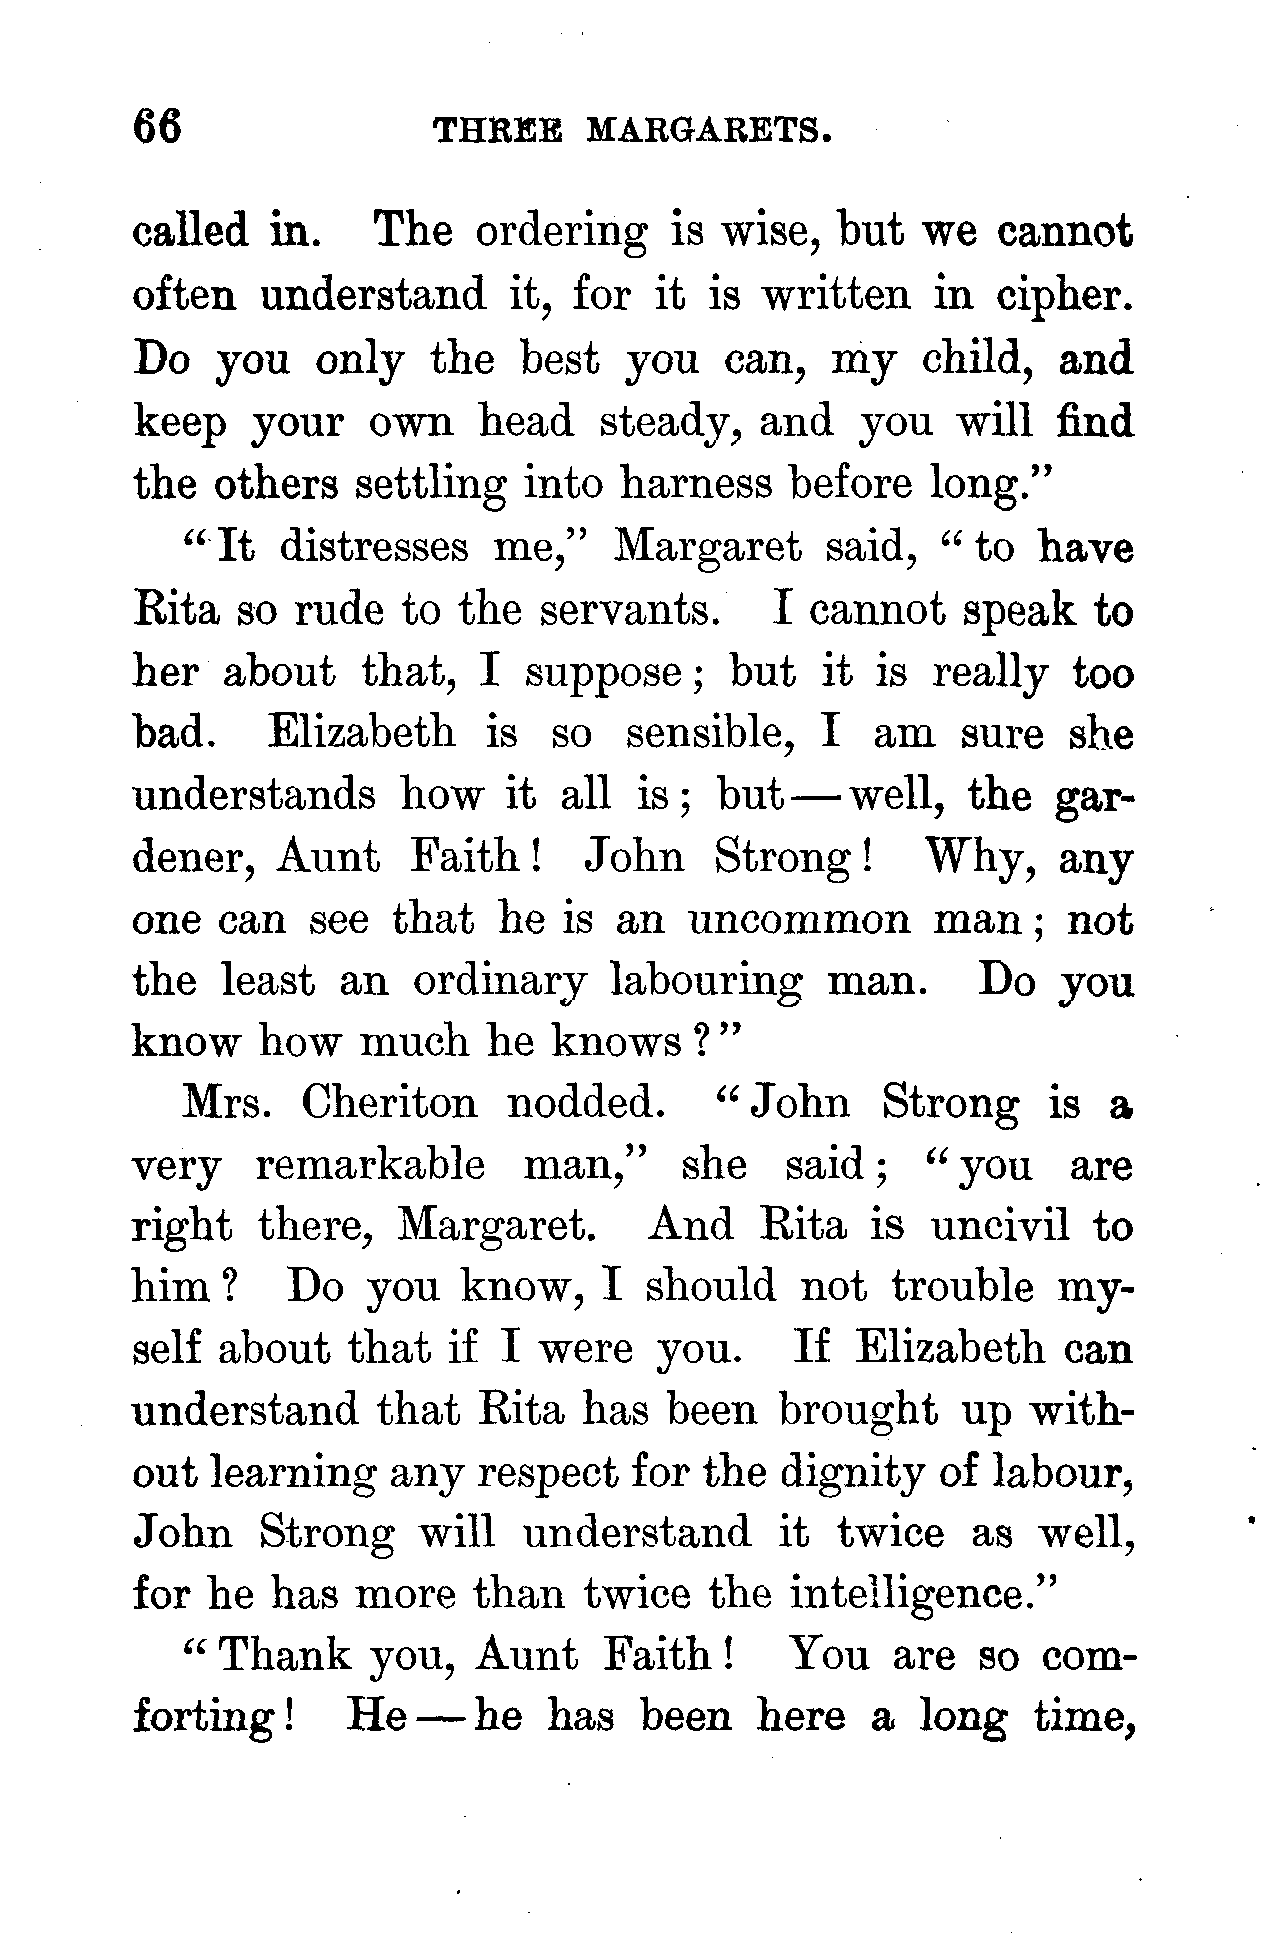 66 THREE MARGARETS.
called in. The ordering is wise, but we cannot
often understand it, for it is written in cipher.
Do you only the best you can, my child, and
keep your own head steady, and you will find
the others settling into harness before long.”
“It distresses me,” Margaret said, “to have
Rita so rude to the servants. I cannot speak to
her about that, I suppose; but it is really too
bad. Elizabeth is so sensible, I am sure she
understands how it all is; but—well, the gar-
dener, Aunt Faith! John Strong! Why, any
one can see that he is an uncommon man; not
the least an ordinary labouring man. Do you
know how much he knows?”
Mrs. Cheriton nodded. “John Strong is a
very remarkable man,” she said; “you are
right there, Margaret. And Rita is uncivil to
him? Do you know, I should not trouble my-
self about that if I were you. If Elizabeth can
understand that Rita has been brought up with-
out learning any respect for the dignity of labour,
John Strong will understand it twice as well,
for he has more than twice the intelligence.”
“Thank you, Aunt Faith! You are so com-
forting! He—he has been here a long time,